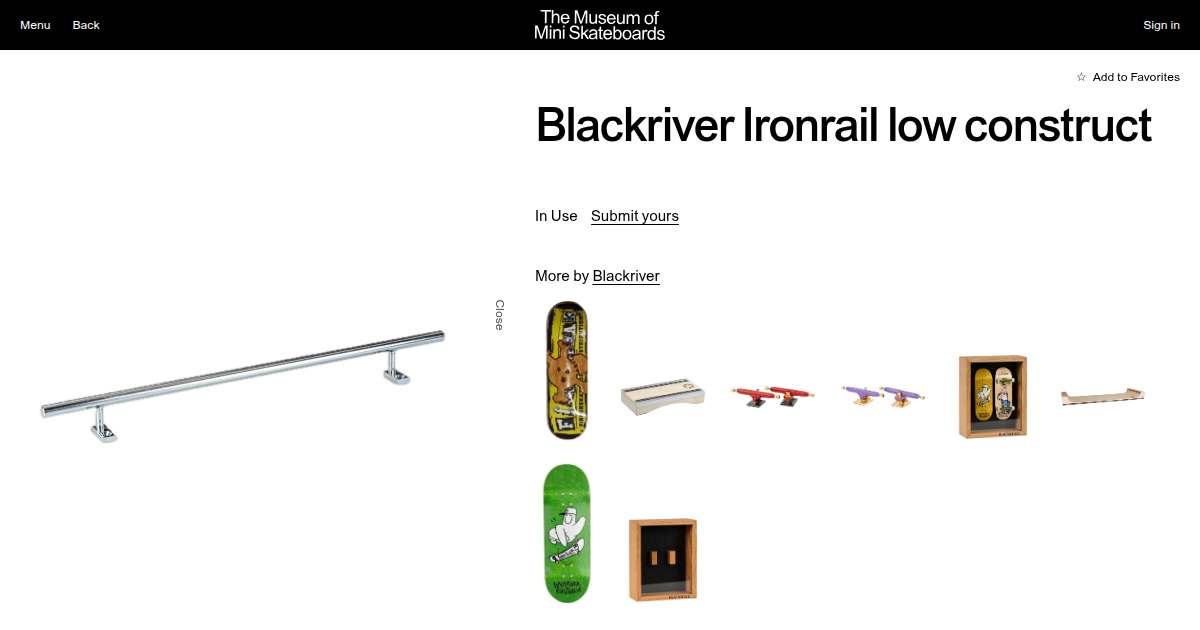 Menu
Back
The Museum of
Mini Skateboards
Sign in
☆ Add to Favorites
Blackriver Ironrail low construct
In Use
Submit yours
More by Blackriver
Close